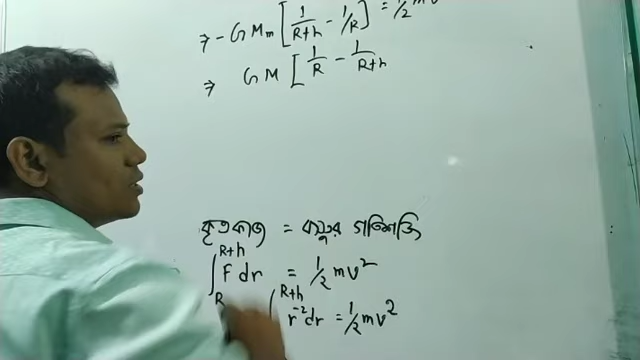 ⇒ - GMm [ 1/(R+h) - 1/R ] = 1/2 mv
⇒ GM [ 1/R - 1/(R+h)
কৃতকাজ = বস্তুর গতিশক্তি
∫_R^{R+h} F dr = 1/2 mv²
∫^{R+h} r⁻² dr = 1/2 mv²